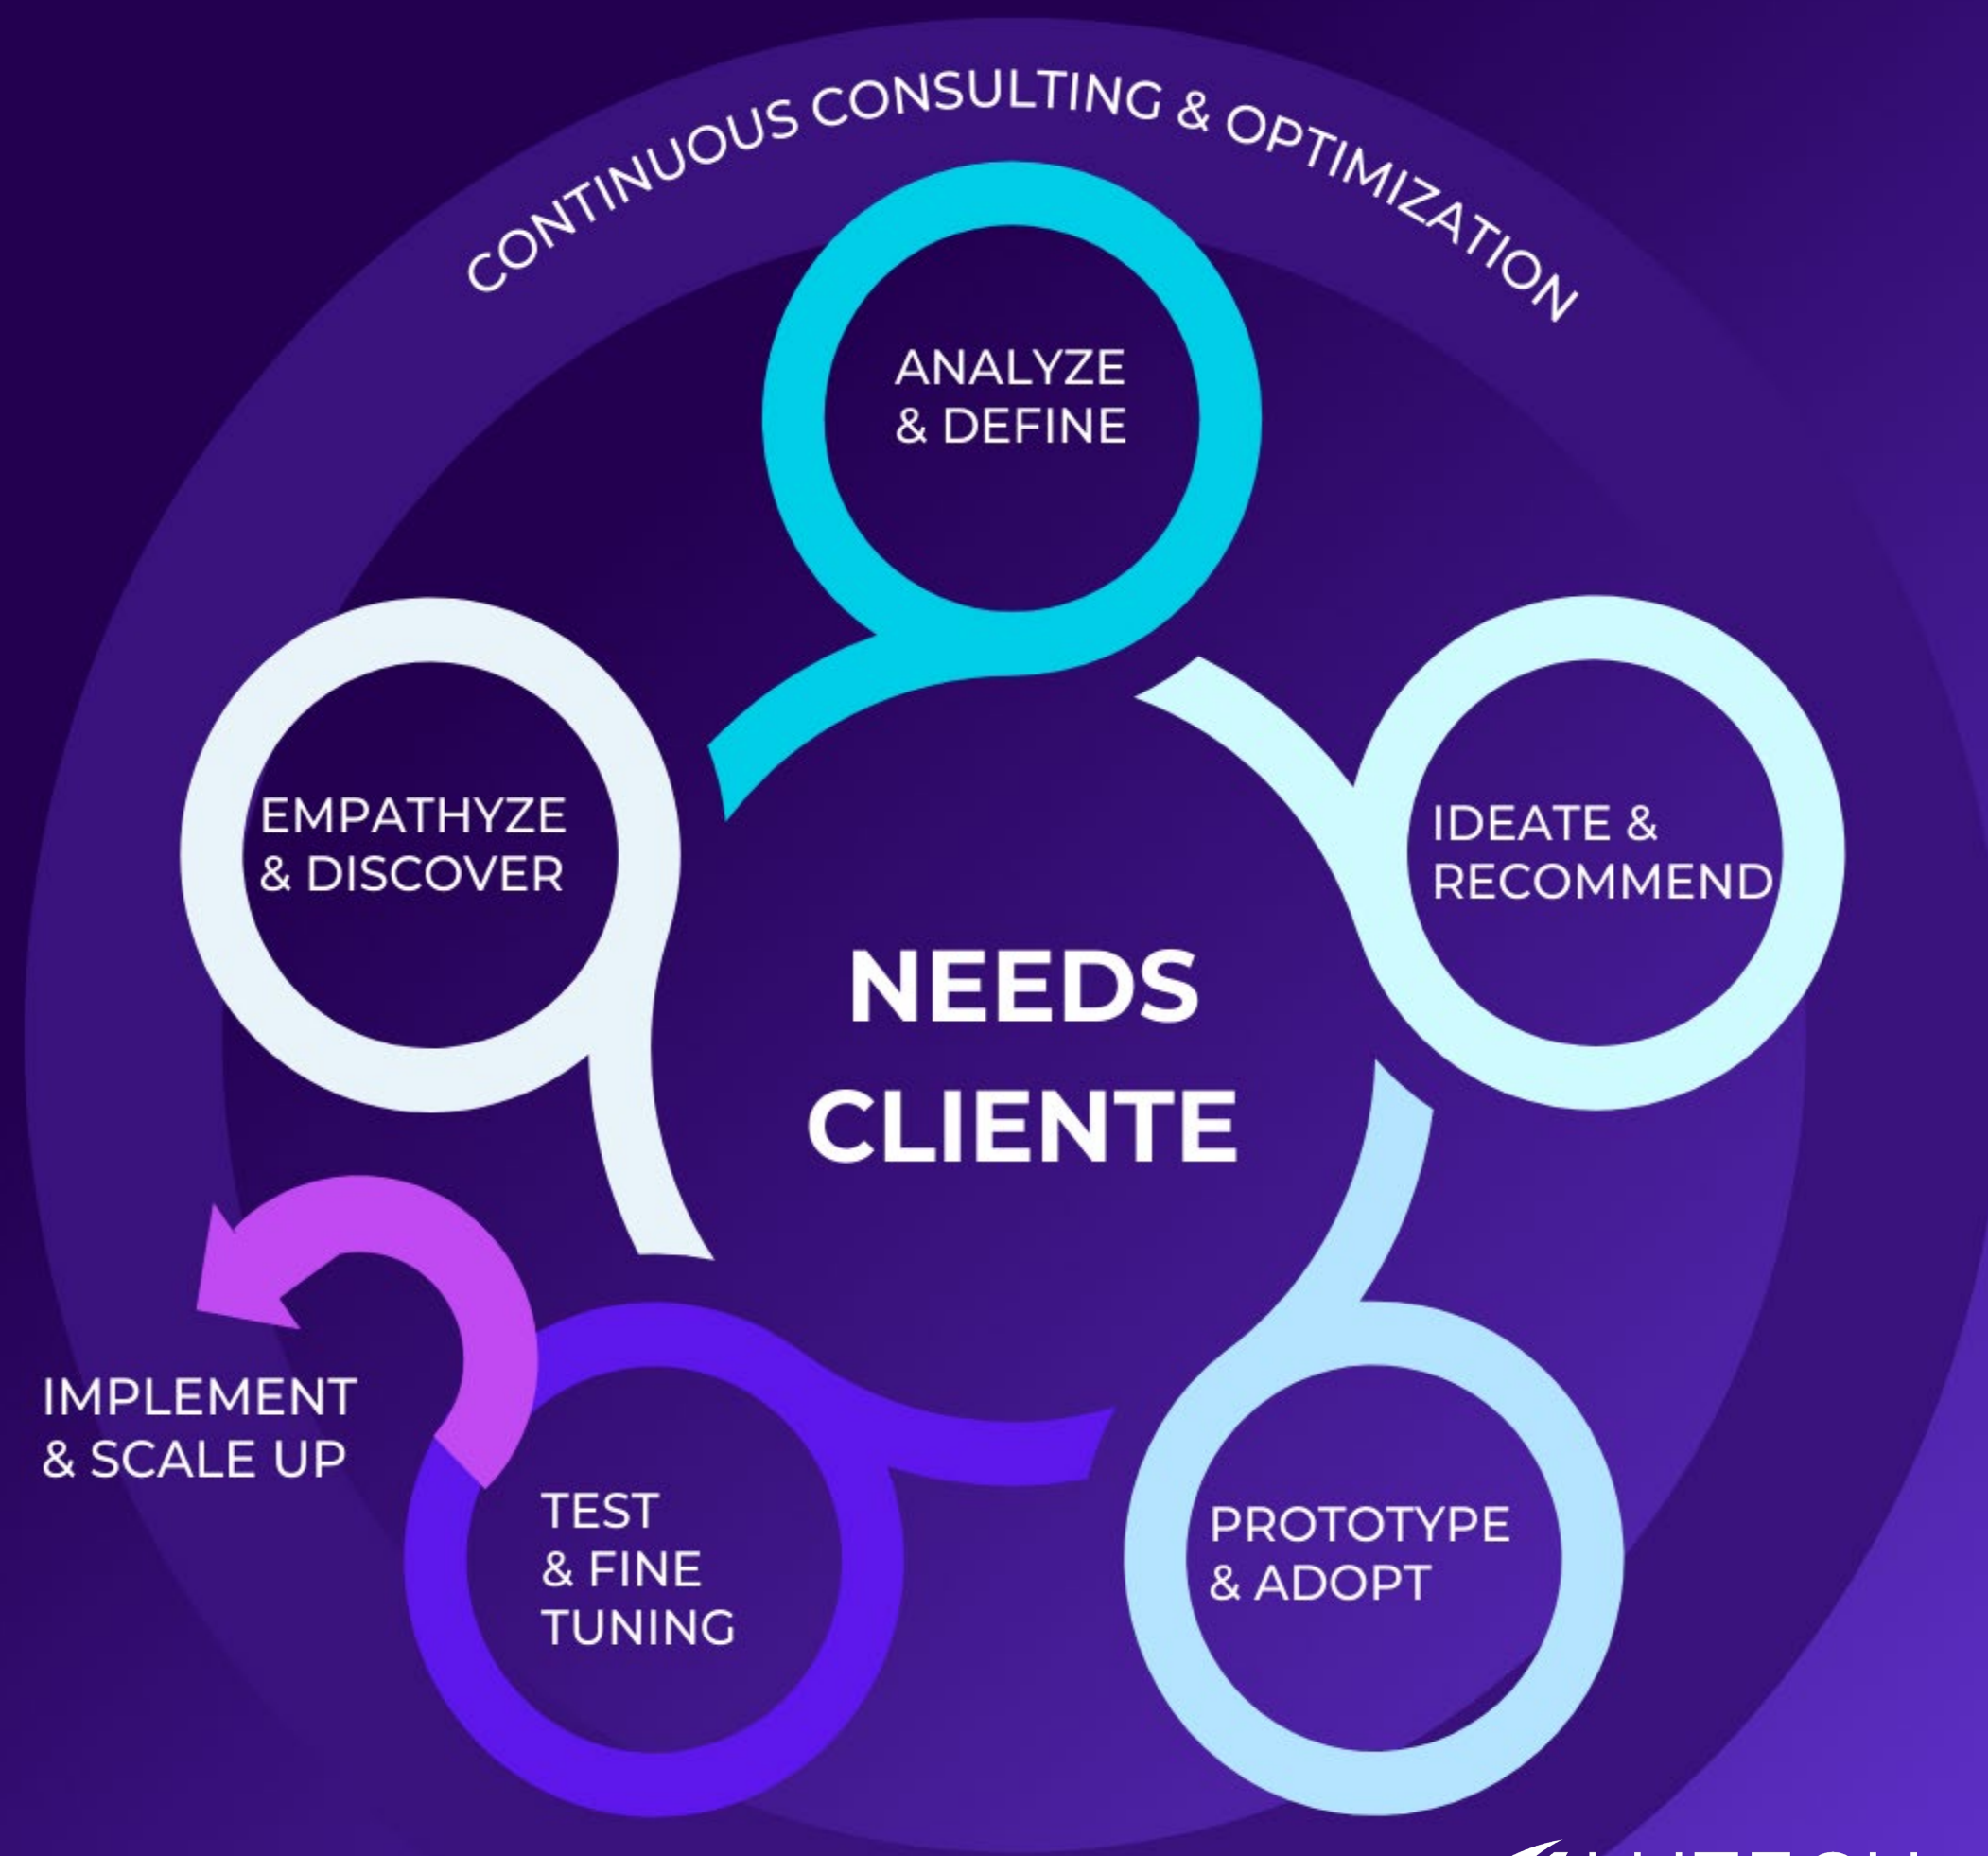 CONTINUOUS CONSULTING & OPTIMIZATION
ANALYZE
& DEFINE
EMPATHYZE
& DISCOVER
IDEATE &
RECOMMEND
NEEDS
CLIENTE
IMPLEMENT
& SCALE UP
TEST
& FINE
TUNING
PROTOTYPE
& ADOPT